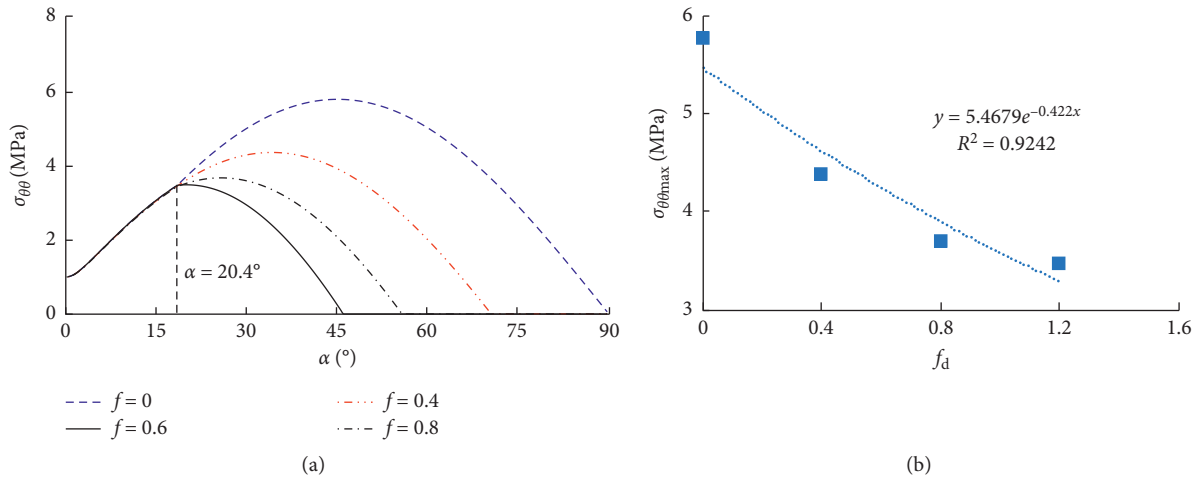 8
6
4
2
0
σθθ (MPa)
α = 20.4°
0 15 30 45 60 75 90
α (°)
f = 0
f = 0.4
f = 0.6
f = 0.8
(a)
6
5
4
3
σθθmax (MPa)
y = 5.4679e^–0.422x
R² = 0.9242
0 0.4 0.8 1.2 1.6
fd
(b)